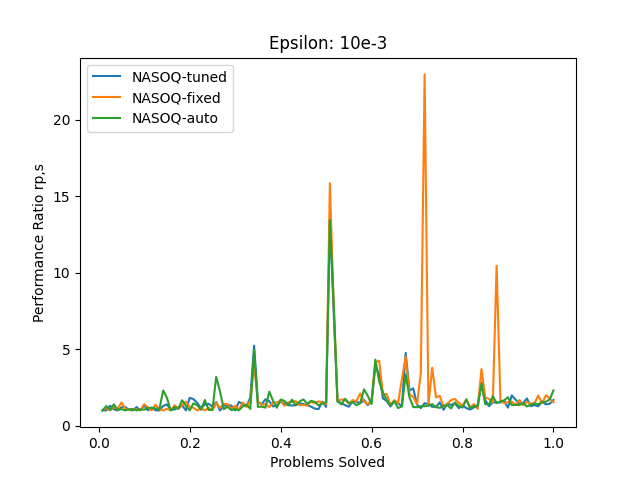 Epsilon: 10e-3
NASOQ-tuned
NASOQ-fixed
NASOQ-auto
Performance Ratio rp,s
20
15
10
5
0
0.0 0.2 0.4 0.6 0.8 1.0
Problems Solved